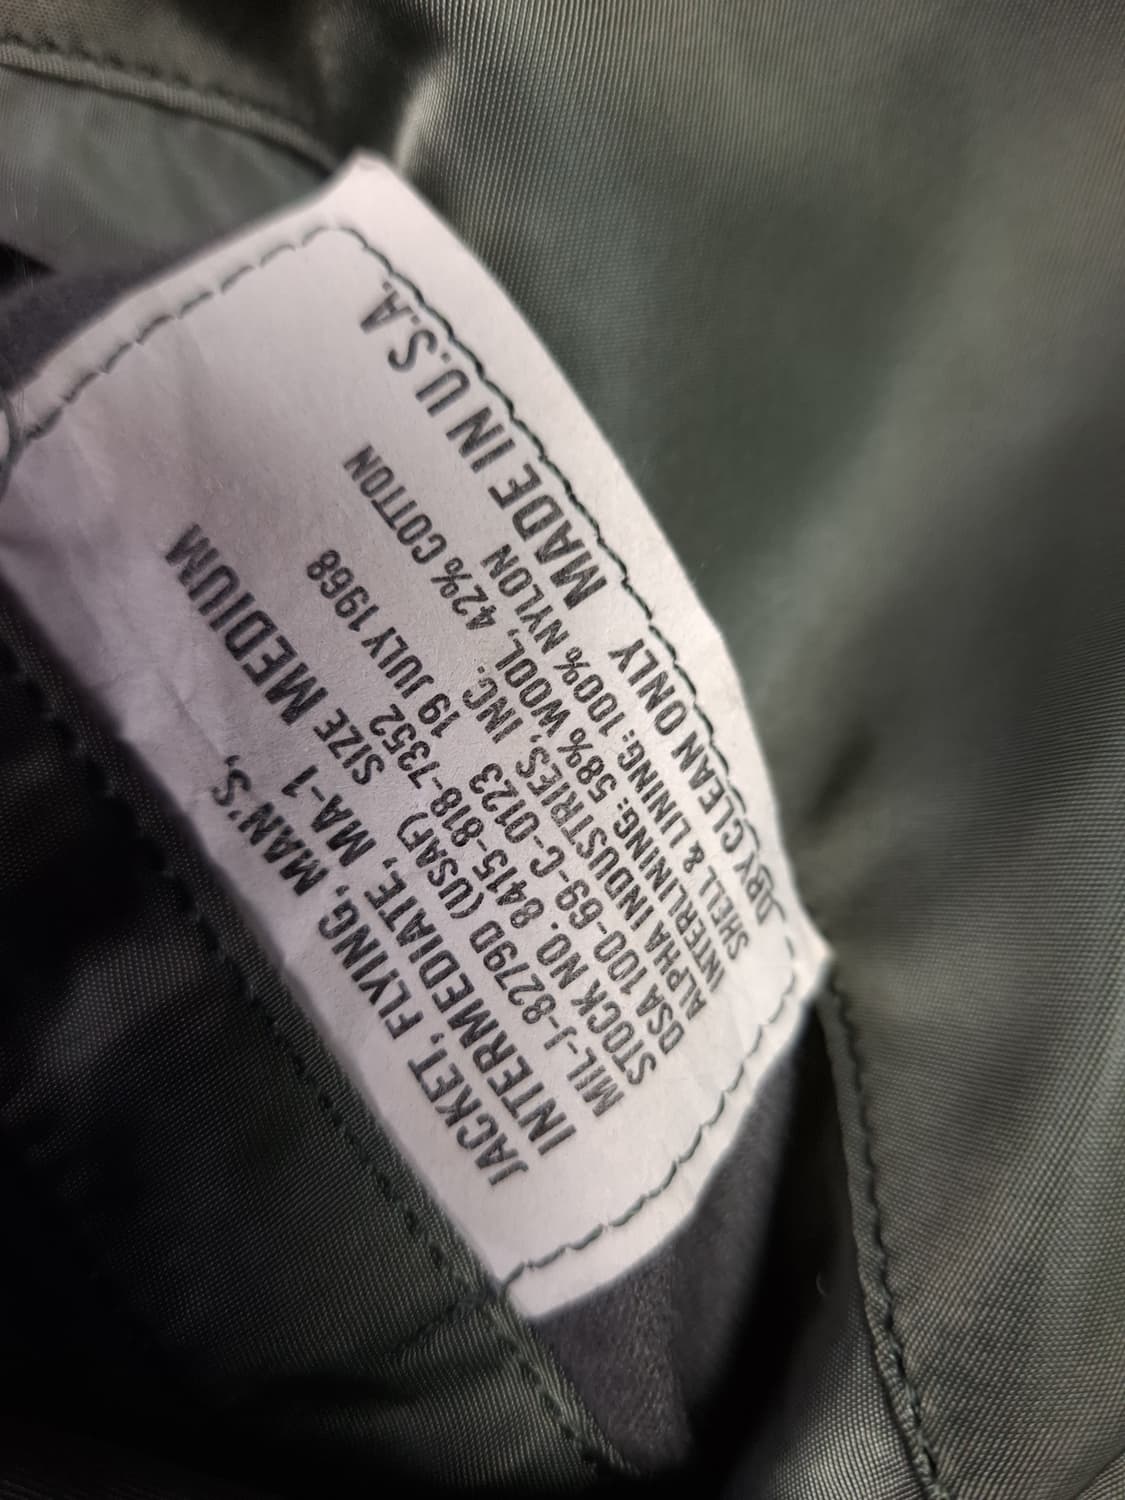 JACKET, FLYING, MAN'S,
INTERMEDIATE, MA-1 SIZE MEDIUM
MIL-J-8279D (USAF)
STOCK NO. 8415-818-7352
DSA 100-69-C-0123 19 JULY 1968
ALPHA INDUSTRIES, INC.
INTERLINING: 58% WOOL, 42% COTTON
SHELL & LINING: 100% NYLON
DRY CLEAN ONLY MADE IN U.S.A.